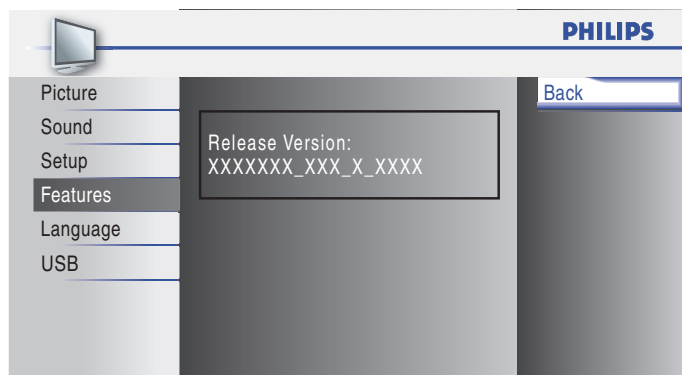 PHILIPS
Picture
Sound
Setup
Features
Language
USB
Release Version:
XXXXXXX_XXX_X_XXXX
Back